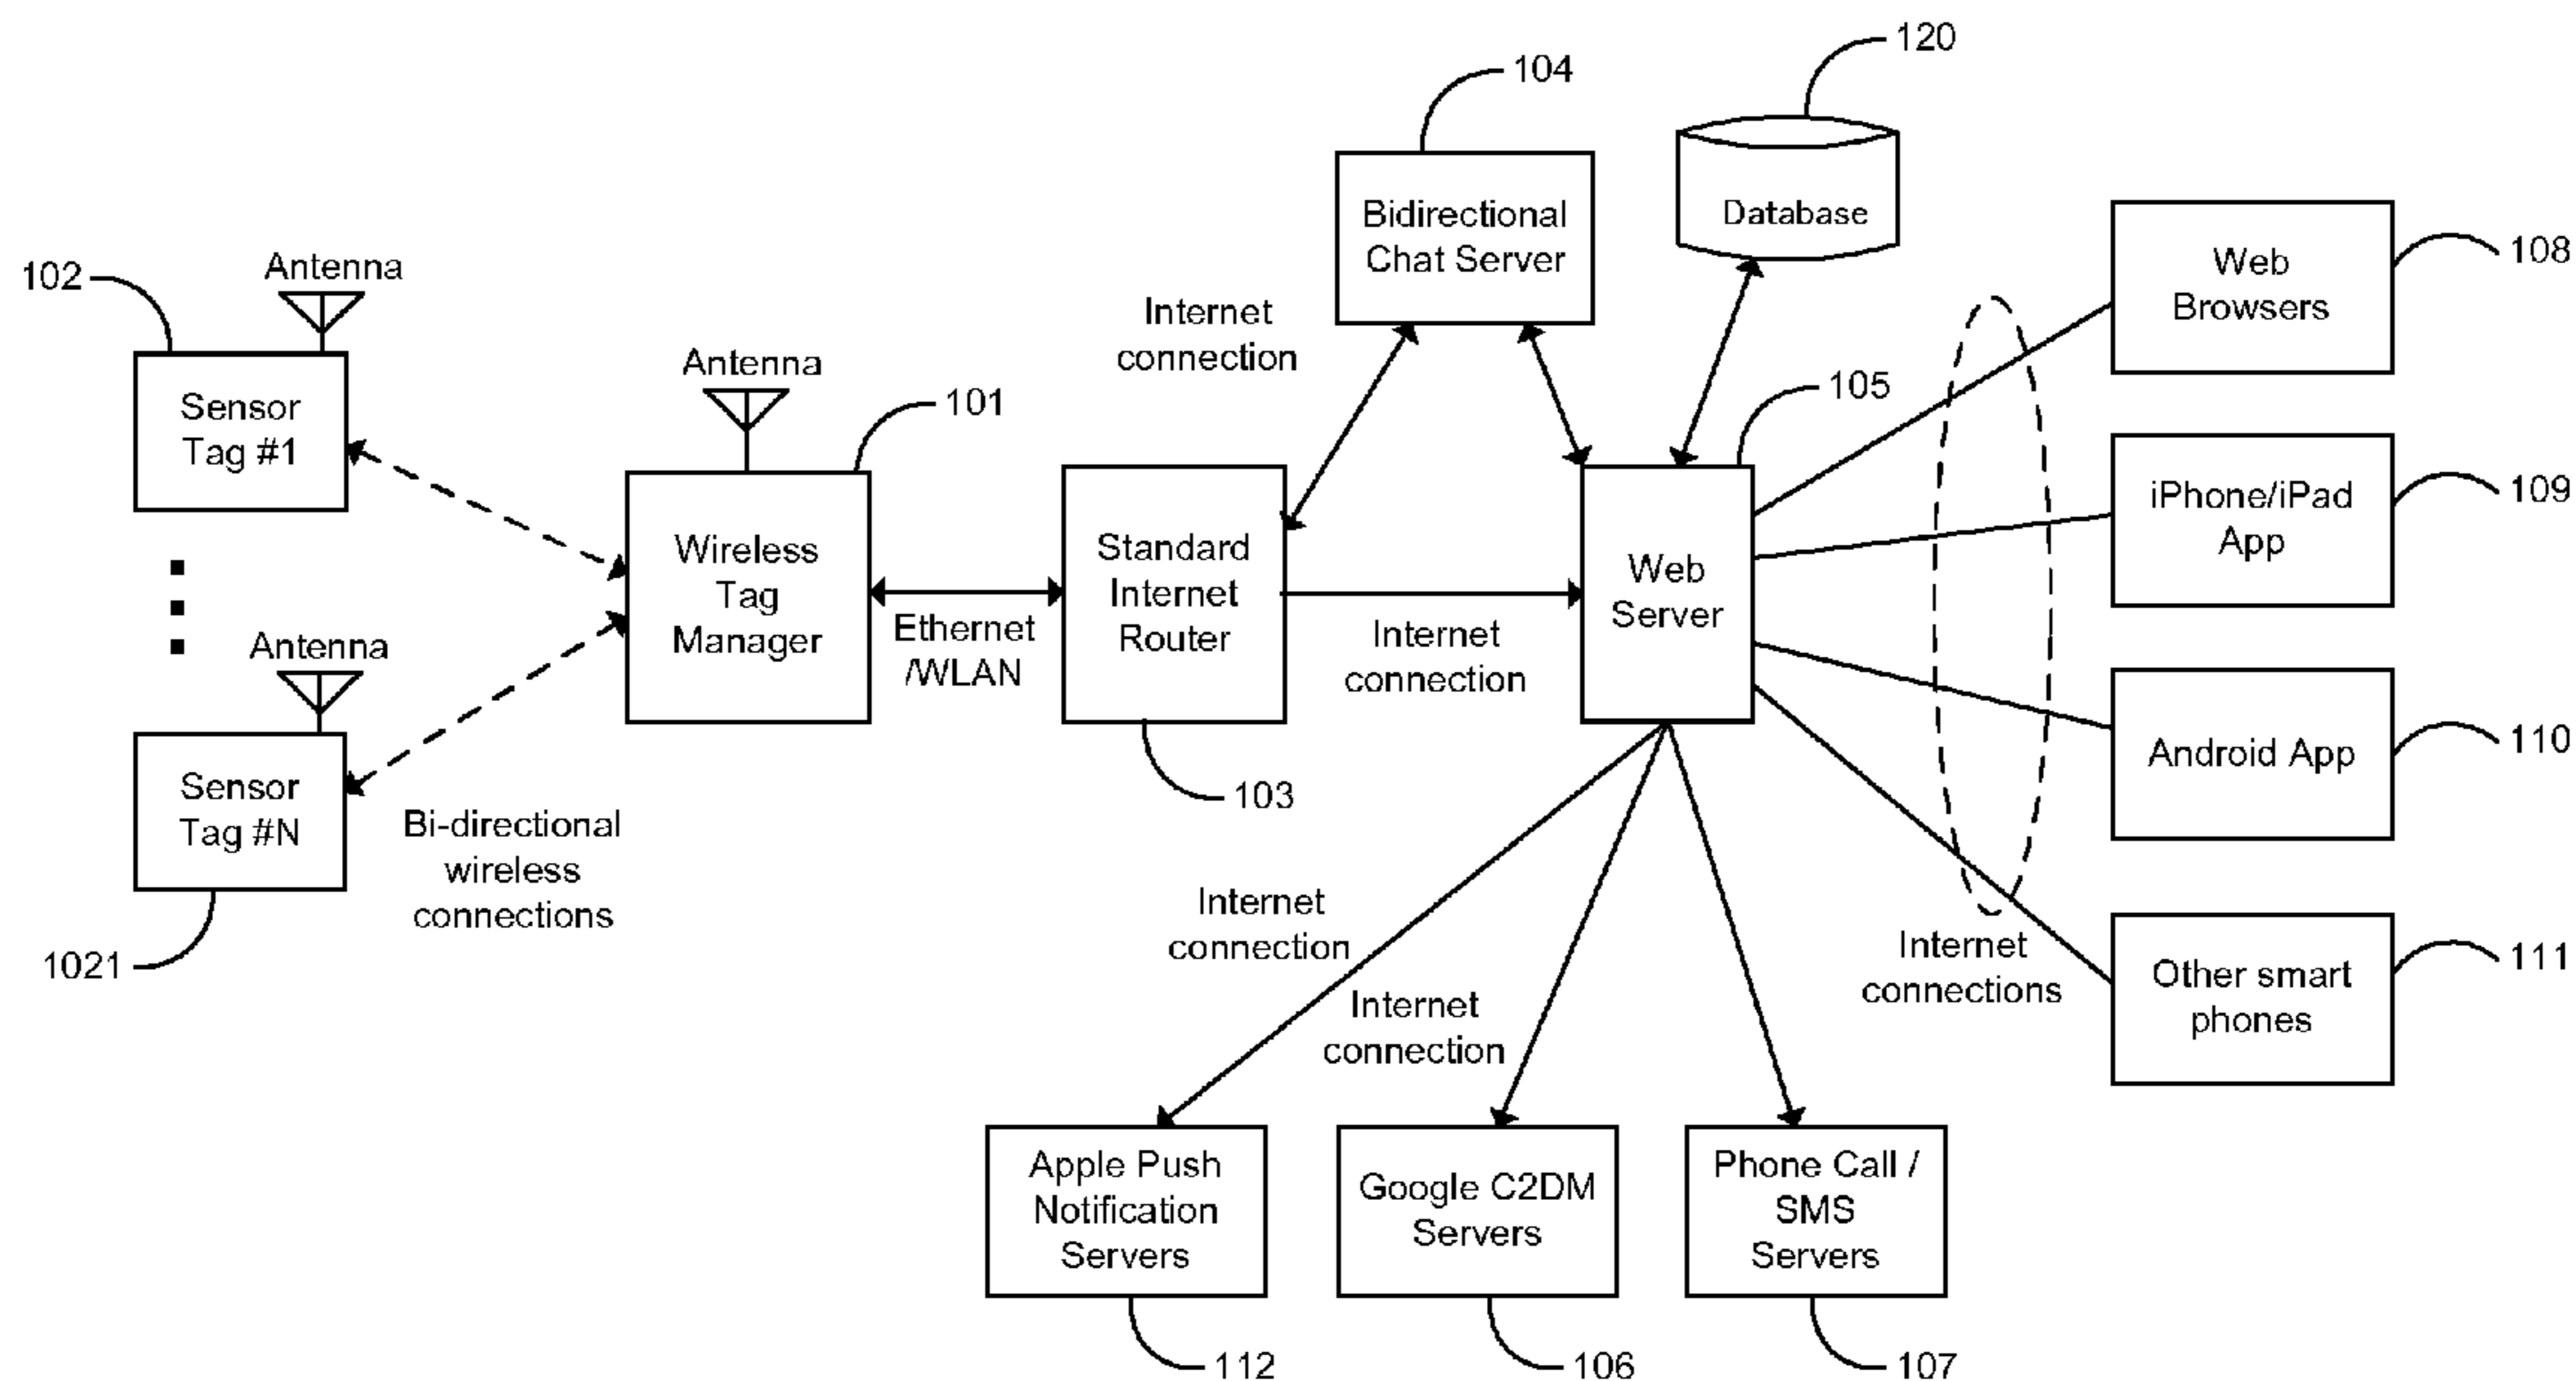 120
104
Bidirectional
Chat Server
Database
Web
Browsers
108
102
Antenna
Sensor
Tag #1
Antenna
101
Internet
connection
105
iPhone/iPad
App
109
Wireless
Tag
Manager
Ethernet
/WLAN
Standard
Internet
Router
103
Internet
connection
Web
Server
Android App
110
Antenna
Sensor
Tag #N
1021
Bi-directional
wireless
connections
Internet
connection
Internet
connection
Internet
connections
Other smart
phones
111
Apple Push
Notification
Servers
112
Google C2DM
Servers
106
Phone Call /
SMS
Servers
107